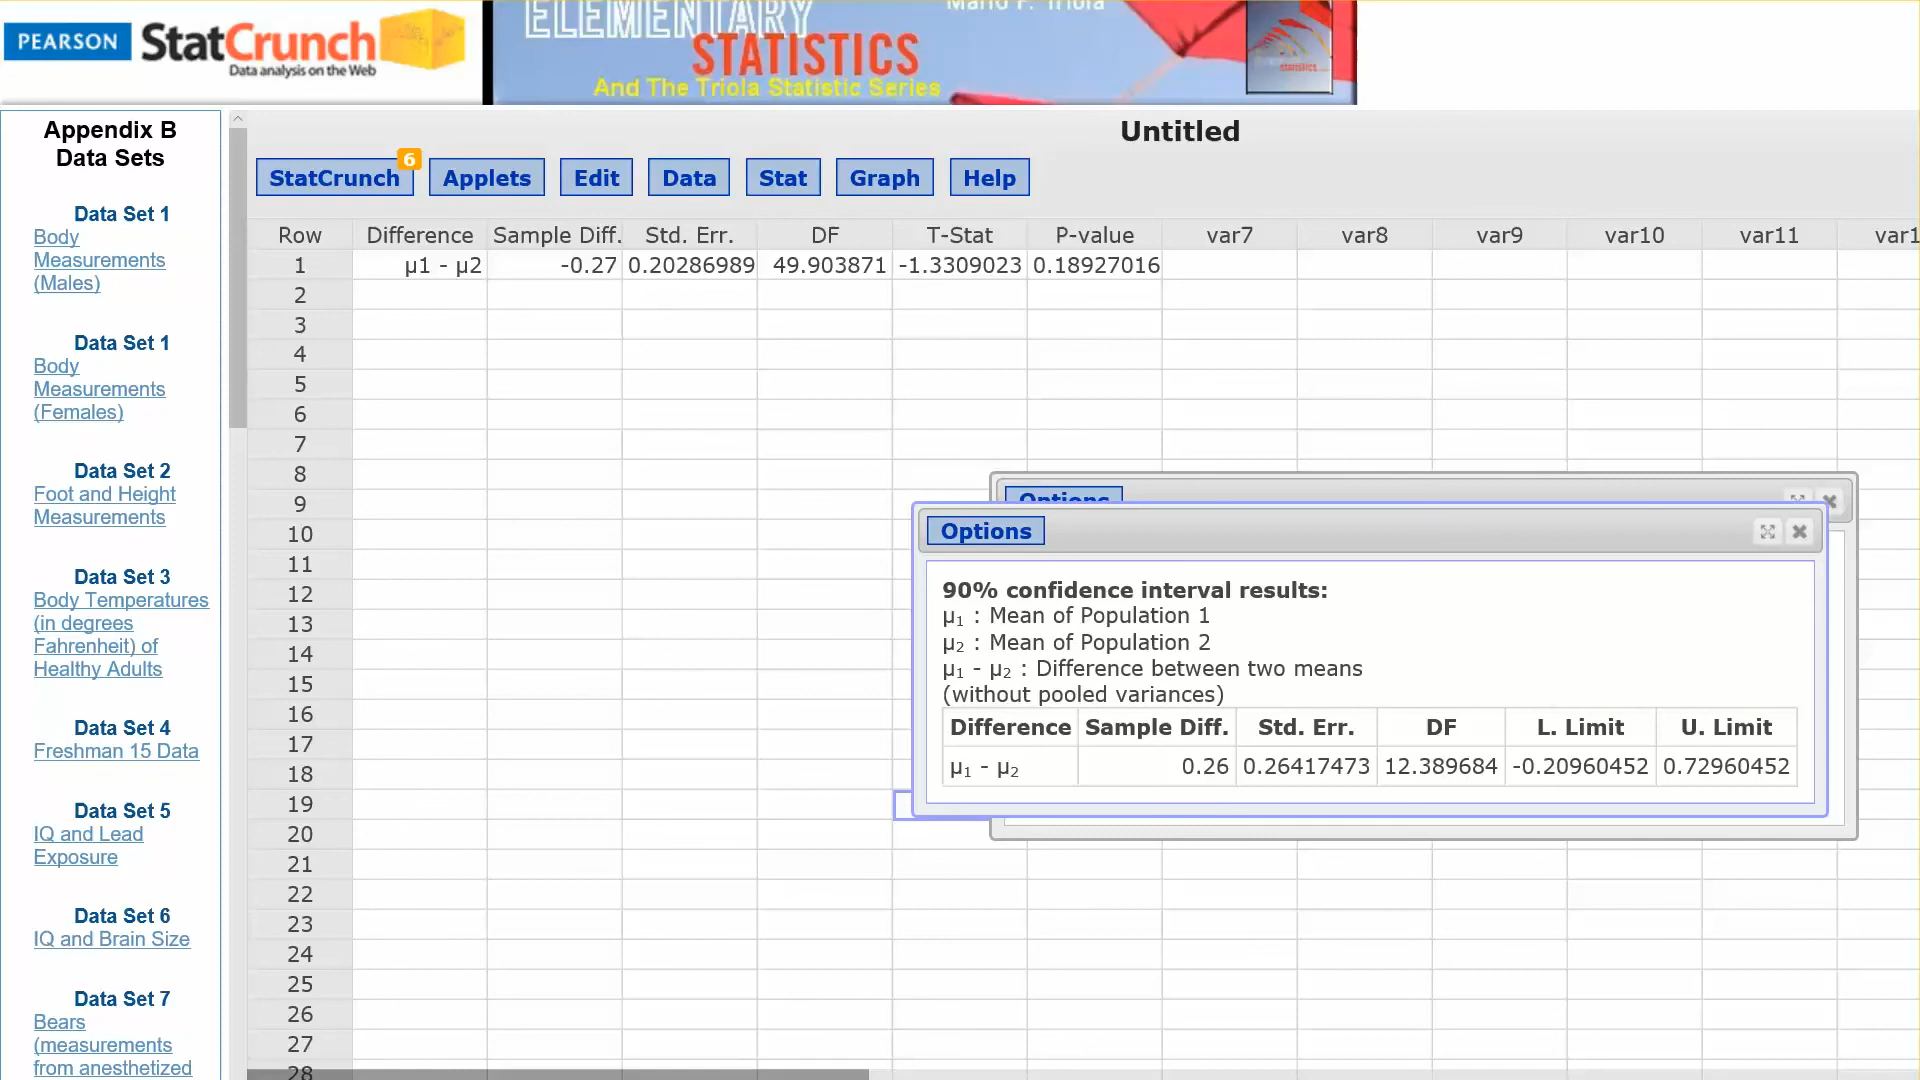 PEARSON StatCrunch
Data analysis on the Web
ELEMENTARY
Mario F. Triola
STATISTICS
And The Triola Statistic Series
STATISTICS
Appendix B
Data Sets
Data Set 1
Body
Measurements
(Males)
Data Set 1
Body
Measurements
(Females)
Data Set 2
Foot and Height
Measurements
Data Set 3
Body Temperatures
(in degrees
Fahrenheit) of
Healthy Adults
Data Set 4
Freshman 15 Data
Data Set 5
IQ and Lead
Exposure
Data Set 6
IQ and Brain Size
Data Set 7
Bears
(measurements
from anesthetized
Untitled
StatCrunch 6 Applets Edit Data Stat Graph Help
Row Difference Sample Diff. Std. Err. DF T-Stat P-value var7 var8 var9 var10 var11 var1
1 μ1 - μ2 -0.27 0.20286989 49.903871 -1.3309023 0.18927016
2
3
4
5
6
7
8
9
10
11
12
13
14
15
16
17
18
19
20
21
22
23
24
25
26
27
28
Options
Options
90% confidence interval results:
μ₁ : Mean of Population 1
μ₂ : Mean of Population 2
μ₁ - μ₂ : Difference between two means
(without pooled variances)
Difference Sample Diff. Std. Err. DF L. Limit U. Limit
μ₁ - μ₂ 0.26 0.26417473 12.389684 -0.20960452 0.72960452